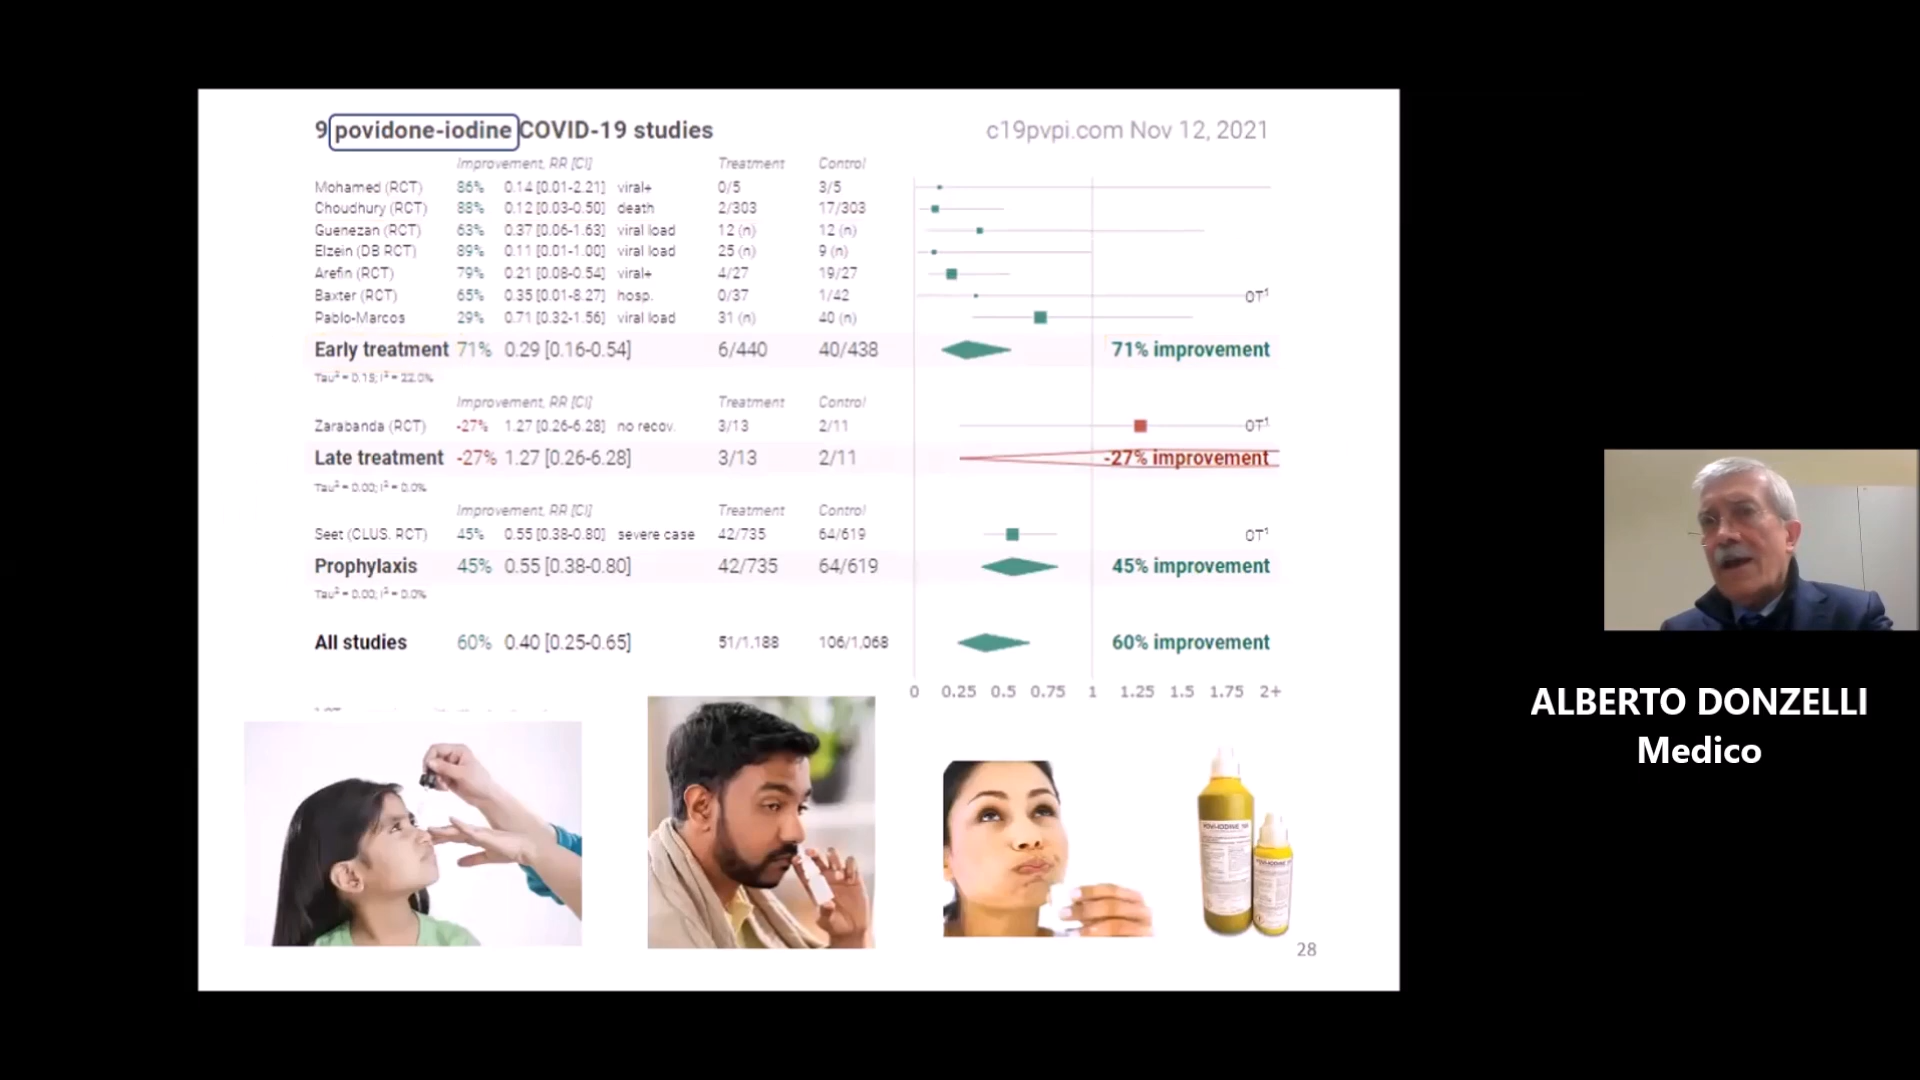 9 povidone-iodine COVID-19 studies c19pvpi.com Nov 12, 2021
Improvement, RR [CI] Treatment Control
Mohamed (RCT) 86% 0.14 [0.01-2.21] viral+ 0/5 3/5
Choudhury (RCT) 88% 0.12 [0.03-0.50] death 2/303 17/303
Guenezan (RCT) 63% 0.37 [0.06-1.63] viral load 12 (n) 12 (n)
Elzein (DB RCT) 89% 0.11 [0.01-1.00] viral load 25 (n) 9 (n)
Arefin (RCT) 79% 0.21 [0.08-0.54] viral+ 4/27 19/27
Baxter (RCT) 65% 0.35 [0.01-8.27] hosp. 0/37 1/42 OT¹
Pablo-Marcos 29% 0.71 [0.32-1.56] viral load 31 (n) 40 (n)
Early treatment 71% 0.29 [0.16-0.54] 6/440 40/438 71% improvement
Tau² = 0.15; I² = 22.0%
Improvement, RR [CI] Treatment Control
Zarabanda (RCT) -27% 1.27 [0.26-6.28] no recov. 3/13 2/11 OT¹
Late treatment -27% 1.27 [0.26-6.28] 3/13 2/11 -27% improvement
Tau² = 0.00; I² = 0.0%
Improvement, RR [CI] Treatment Control
Seet (CLUS. RCT) 45% 0.55 [0.38-0.80] severe case 42/735 64/619 OT¹
Prophylaxis 45% 0.55 [0.38-0.80] 42/735 64/619 45% improvement
Tau² = 0.00; I² = 0.0%
All studies 60% 0.40 [0.25-0.65] 51/1,188 106/1,068 60% improvement
0 0.25 0.5 0.75 1 1.25 1.5 1.75 2+
28
ALBERTO DONZELLI
Medico